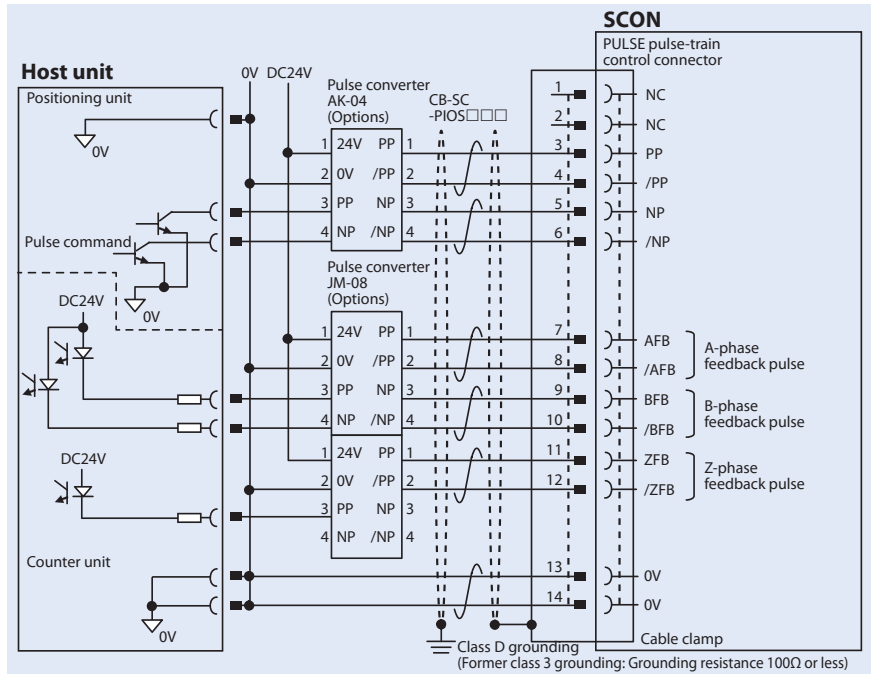 SCON
PULSE pulse-train
control connector
Host unit
Positioning unit
0V DC24V
Pulse converter
AK-04
(Options)
CB-SC
-PIOS□□□
0V
1 24V PP 1
2 0V /PP 2
3 PP NP 3
4 NP /NP 4
1 NC
2 NC
3 PP
4 /PP
5 NP
6 /NP
Pulse command
0V
DC24V
Pulse converter
JM-08
(Options)
1 24V PP 1
2 0V /PP 2
3 PP NP 3
4 NP /NP 4
7 AFB
8 /AFB
A-phase
feedback pulse
9 BFB
10 /BFB
B-phase
feedback pulse
DC24V
1 24V PP 1
2 0V /PP 2
3 PP NP 3
4 NP /NP 4
11 ZFB
12 /ZFB
Z-phase
feedback pulse
Counter unit
0V
13 0V
14 0V
Cable clamp
Class D grounding
(Former class 3 grounding: Grounding resistance 100Ω or less)